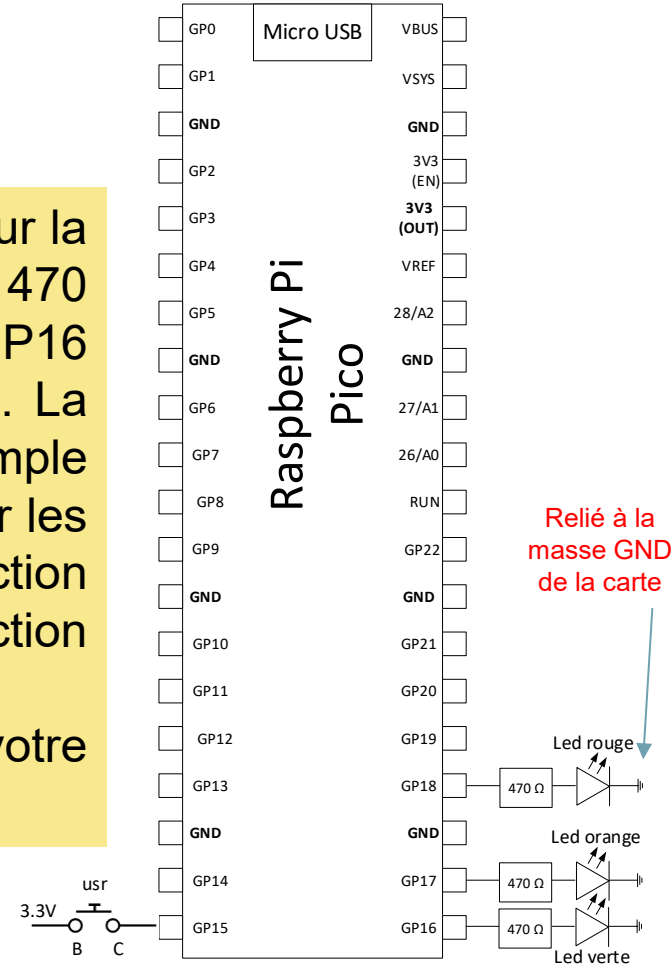 Micro USB
GP0
VBUS
GP1
VSYS
GND
GND
GP2
3V3
(EN)
GP3
3V3
(OUT)
GP4
VREF
GP5
28/A2
GND
GND
GP6
27/A1
GP7
26/A0
GP8
RUN
GP9
GP22
GND
GND
GP10
GP21
GP11
GP20
GP12
GP19
GP13
GP18
GND
GND
GP14
GP17
GP15
GP16
Raspberry Pi
Pico
ur la
470
P16
. La
mple
r les
ction
ction
votre
Relié à la
masse GND
de la carte
Led rouge
470 Ω
Led orange
470 Ω
470 Ω
Led verte
usr
3.3V
B C